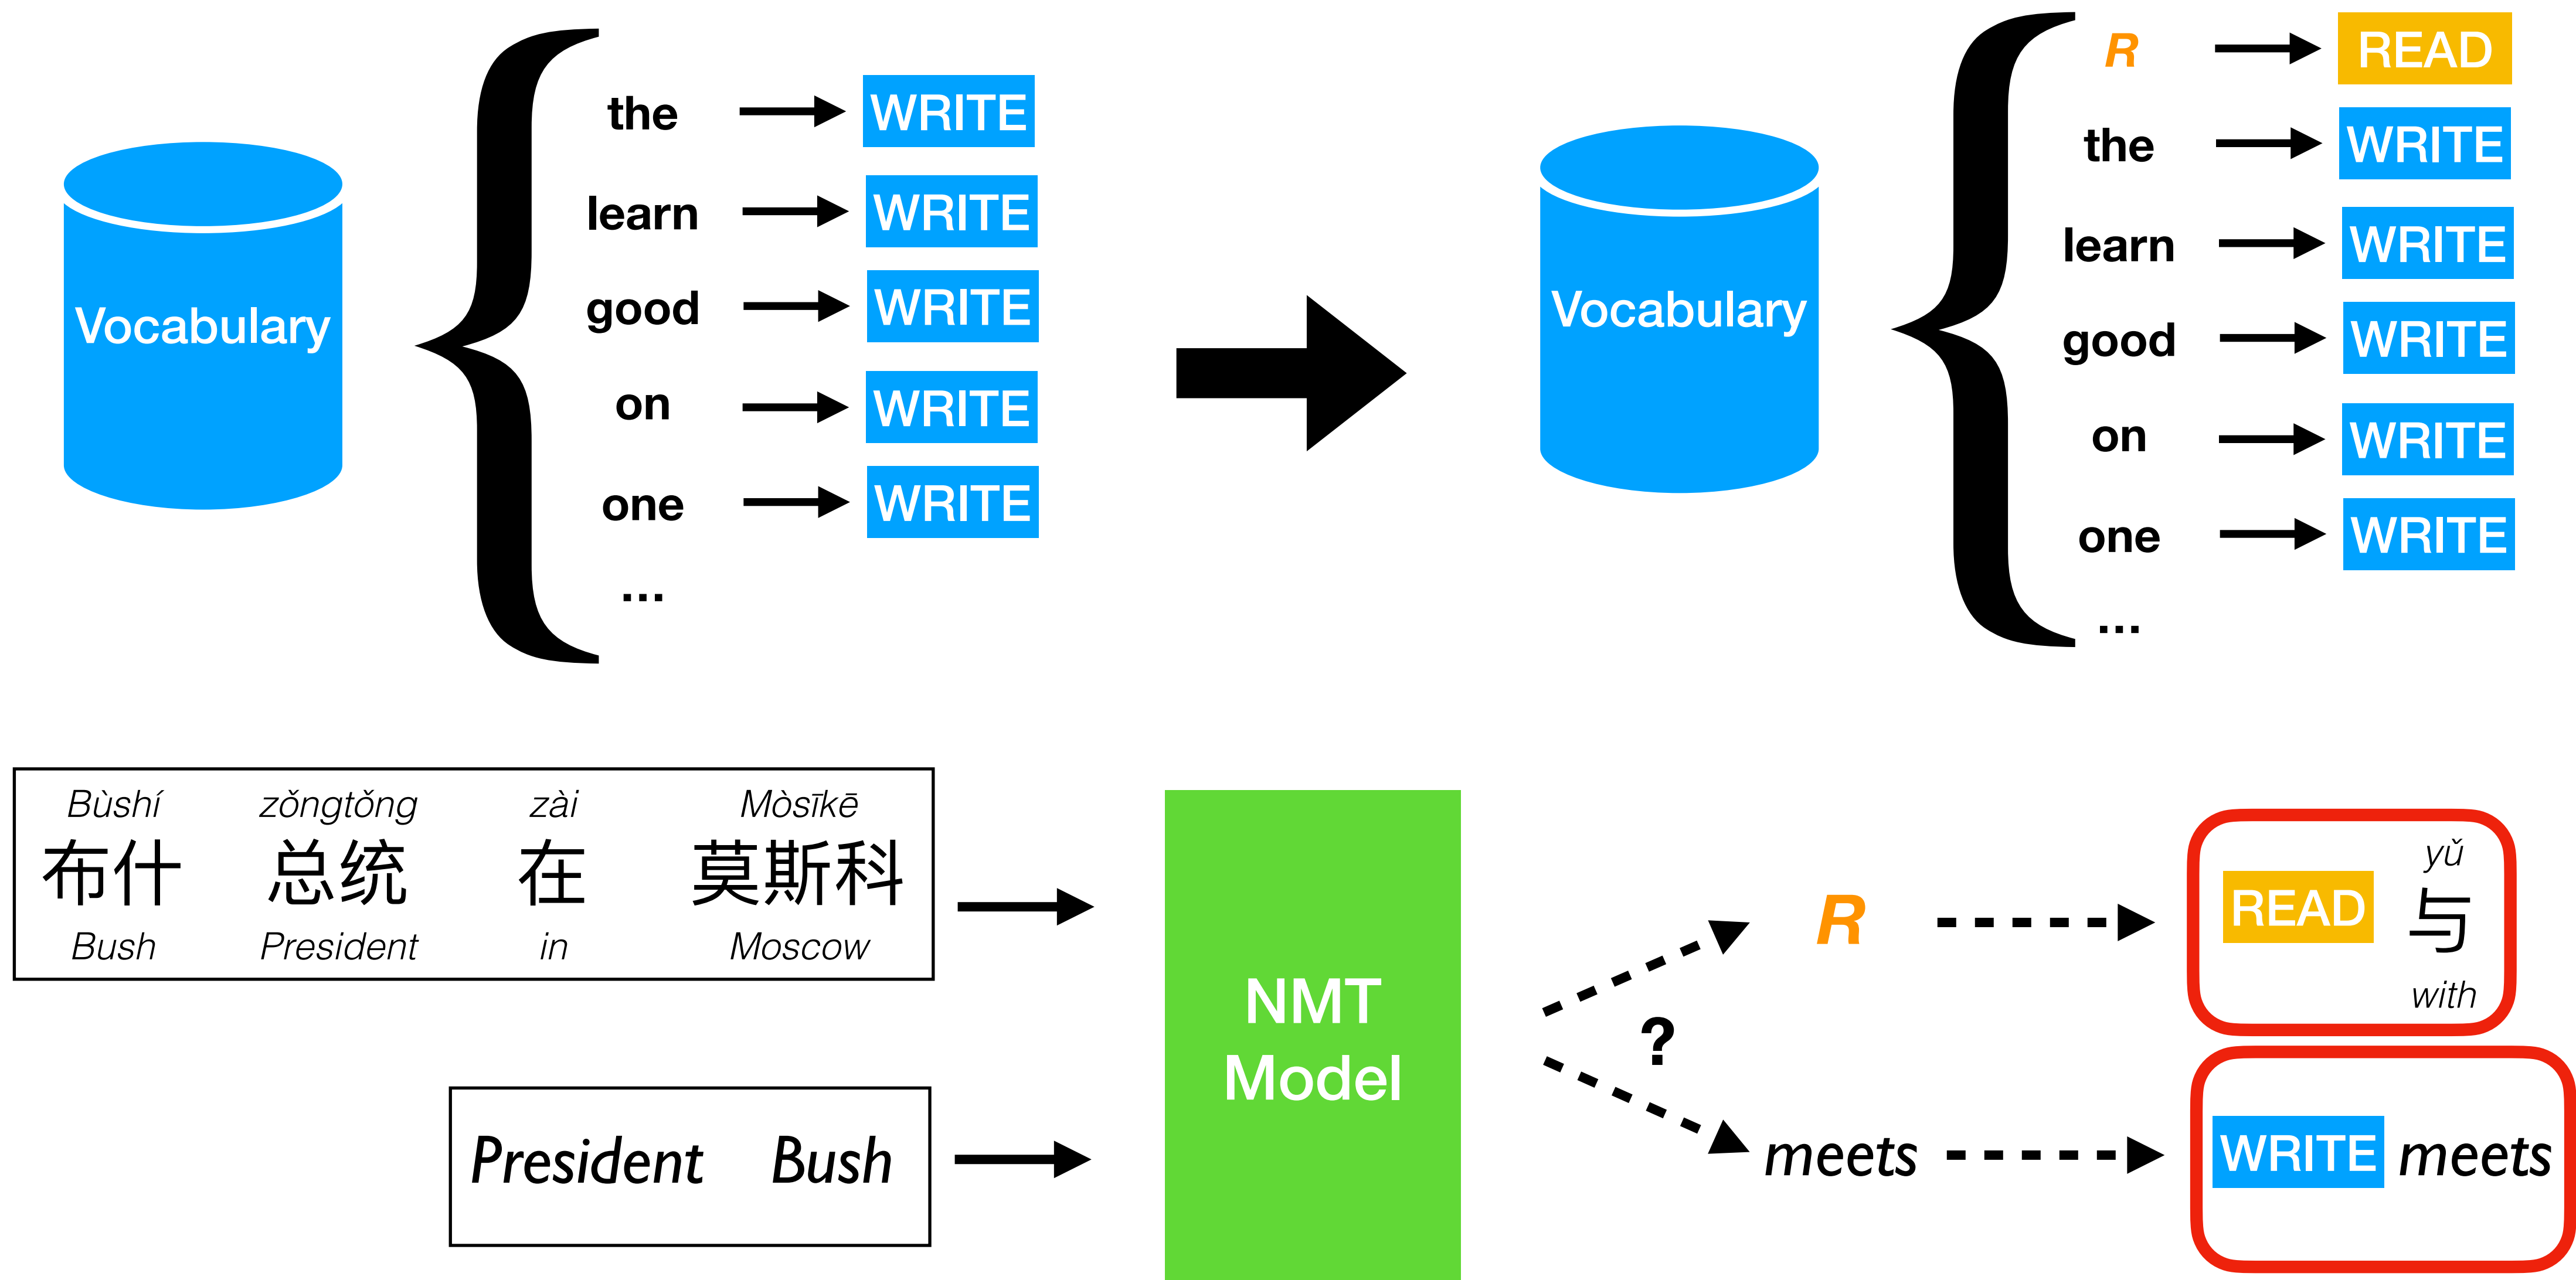 Vocabulary
the WRITE
learn WRITE
good WRITE
on WRITE
one WRITE
...
Vocabulary
R READ
the WRITE
learn WRITE
good WRITE
on WRITE
one WRITE
...
Bùshí zǒngtǒng zài Mòsīkē
布什 总统 在 莫斯科
Bush President in Moscow
President Bush
NMT
Model
?
R
meets
yǔ
READ 与
with
WRITE meets